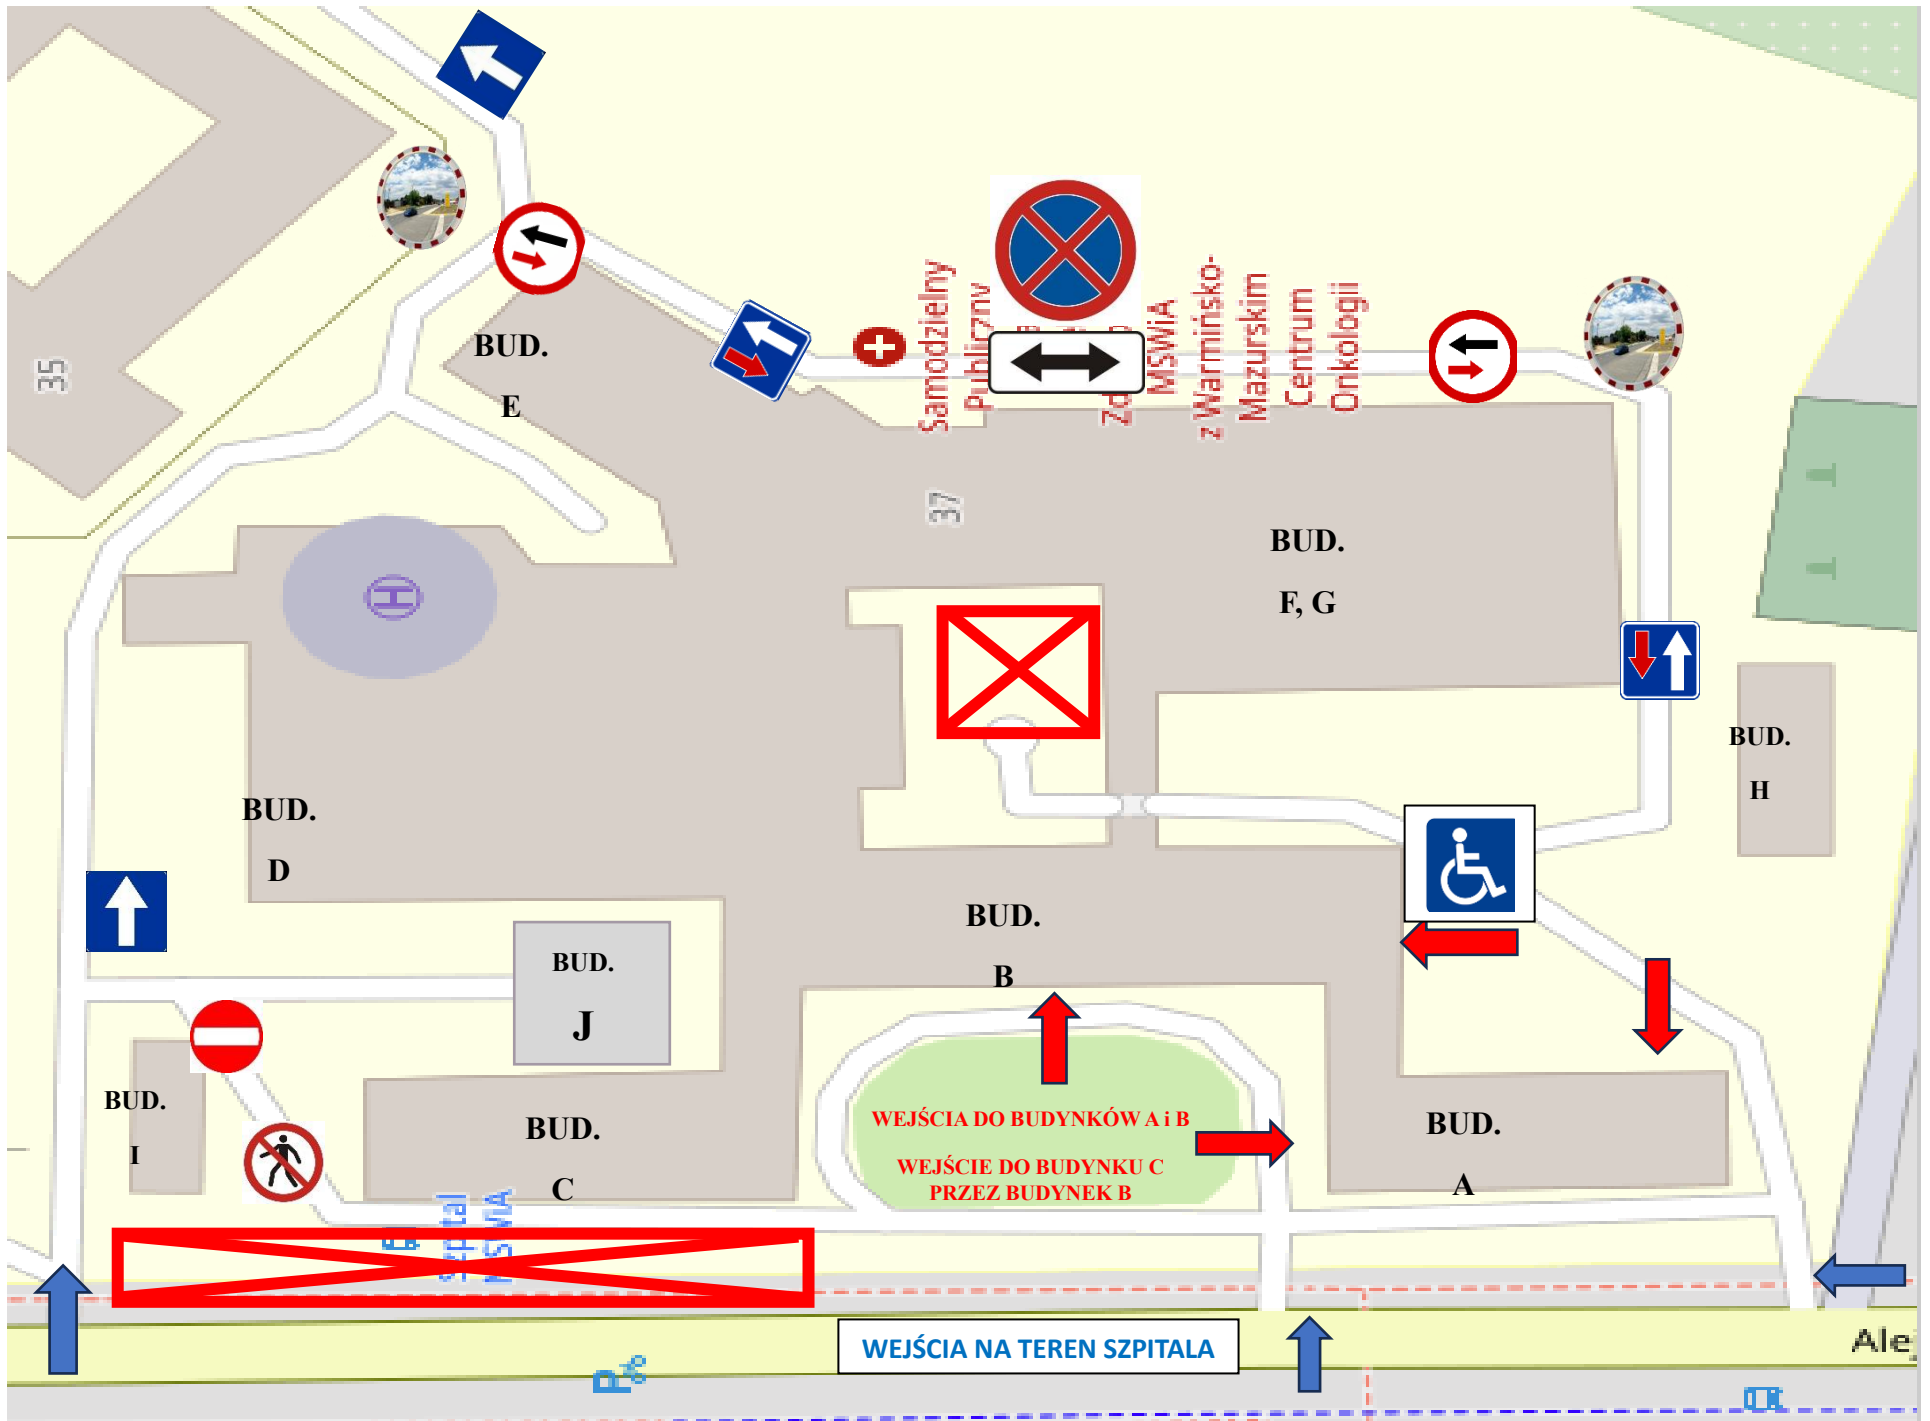 35
BUD.
E
Samodzielny
Publiczny
MSWiA
z Warmińsko-
Mazurskim
Centrum
Onkologii
37
BUD.
F, G
H
BUD.
H
BUD.
D
BUD.
B
BUD.
J
BUD.
I
BUD.
C
WEJŚCIA DO BUDYNKÓW A i B
WEJŚCIE DO BUDYNKU C
PRZEZ BUDYNEK B
BUD.
A
szpital
MSWiA
WEJŚCIA NA TEREN SZPITALA
P